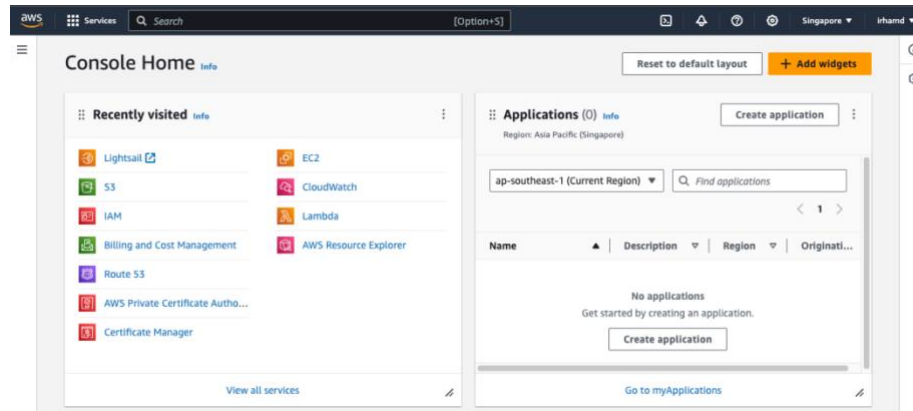 aws Services Search [Option+S] Singapore irhamd
Console Home Info
Reset to default layout + Add widgets
Recently visited Info
Lightsail
S3
IAM
Billing and Cost Management
Route 53
AWS Private Certificate Autho...
Certificate Manager
EC2
CloudWatch
Lambda
AWS Resource Explorer
View all services
Applications (0) Info
Create application
Region: Asia Pacific (Singapore)
ap-southeast-1 (Current Region) Find applications
1
Name Description Region Originati...
No applications
Get started by creating an application.
Create application
Go to myApplications